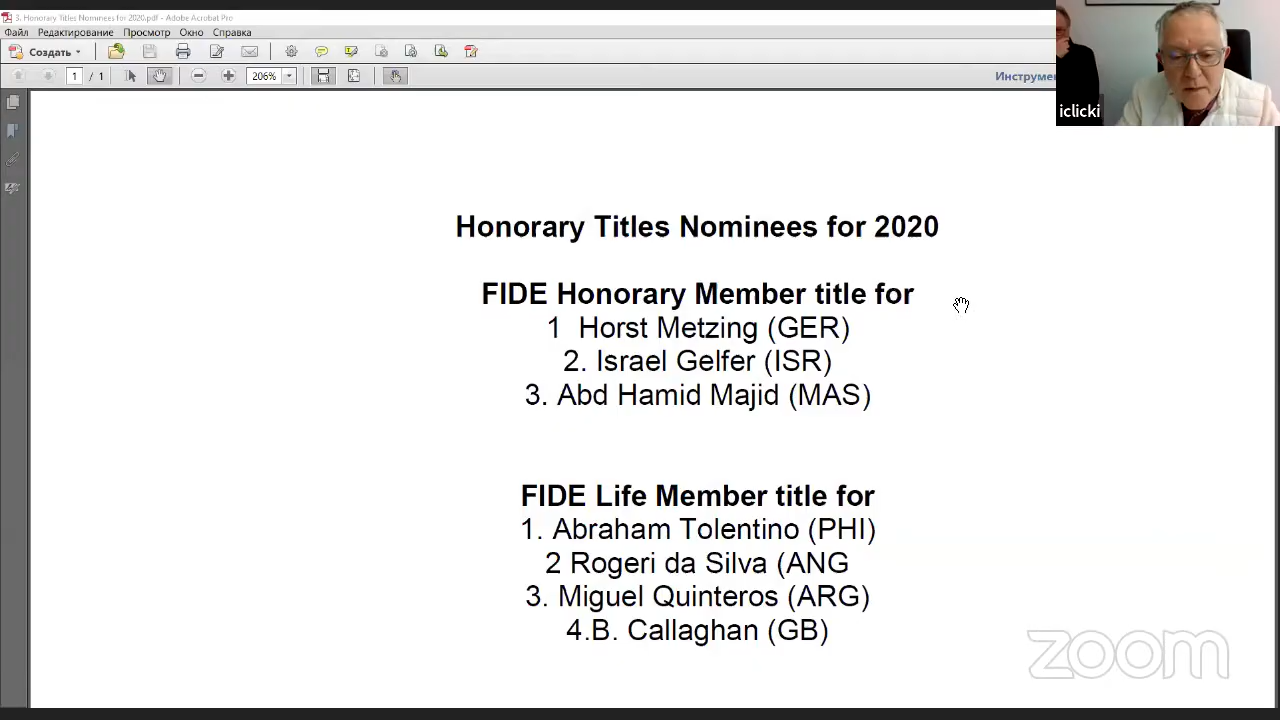 3. Honorary Titles Nominees for 2020.pdf - Adobe Acrobat Pro
Файл Редактирование Просмотр Окно Справка
Создать
1 / 1 206% Инструмен
iclicki
Honorary Titles Nominees for 2020
FIDE Honorary Member title for
1 Horst Metzing (GER)
2. Israel Gelfer (ISR)
3. Abd Hamid Majid (MAS)
FIDE Life Member title for
1. Abraham Tolentino (PHI)
2 Rogeri da Silva (ANG
3. Miguel Quinteros (ARG)
4.B. Callaghan (GB)
zoom